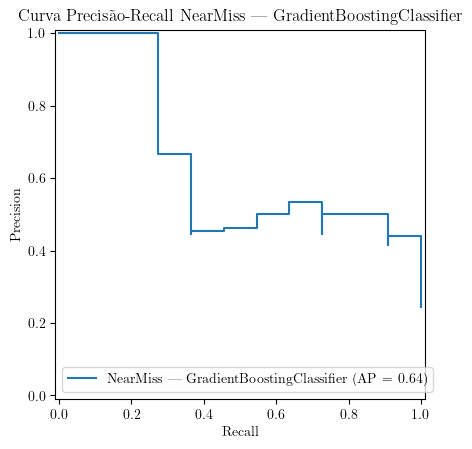 Curva Precisão-Recall NearMiss — GradientBoostingClassifier
1.0
0.8
0.6
0.4
0.2
0.0
Precision
NearMiss — GradientBoostingClassifier (AP = 0.64)
0.0 0.2 0.4 0.6 0.8 1.0
Recall